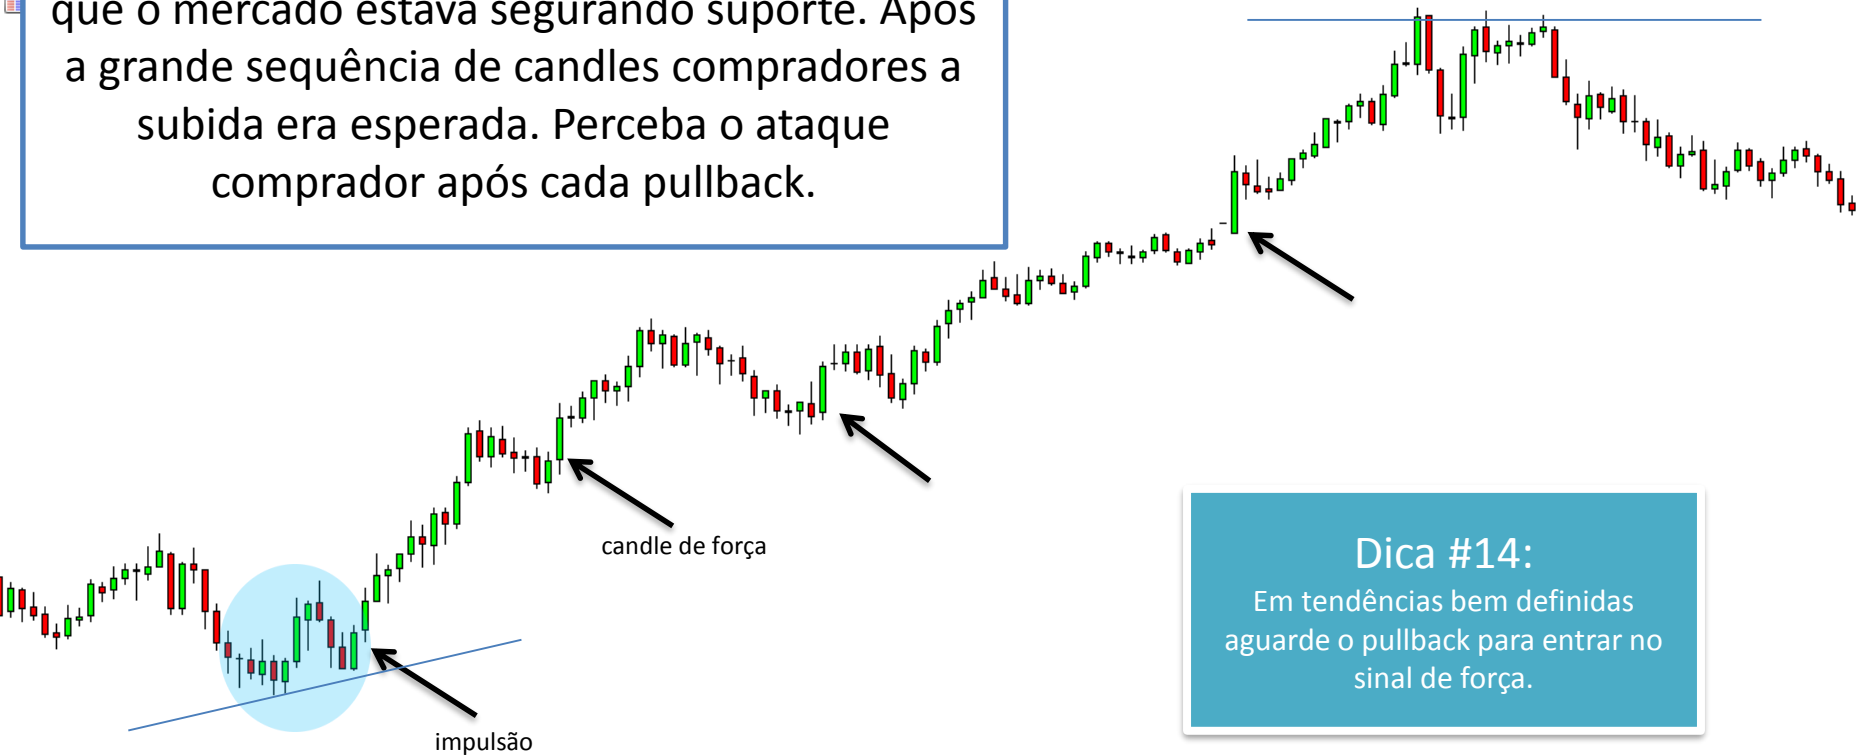 que o mercado estava segurando suporte. Após
a grande sequência de candles compradores a
subida era esperada. Perceba o ataque
comprador após cada pullback.
candle de força
impulsão
Dica #14:
Em tendências bem definidas
aguarde o pullback para entrar no
sinal de força.